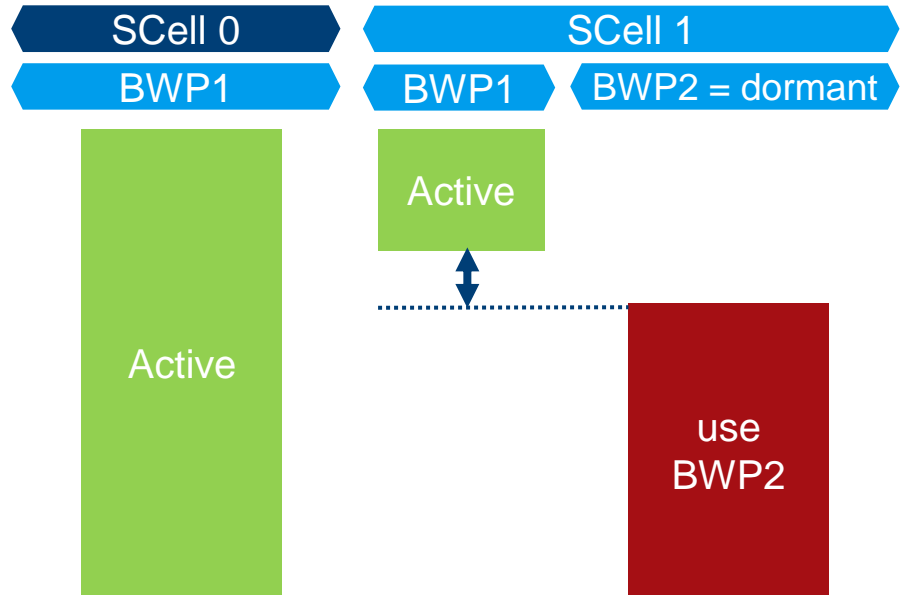 SCell 0
SCell 1
BWP1
BWP1
BWP2 = dormant
Active
Active
use
BWP2